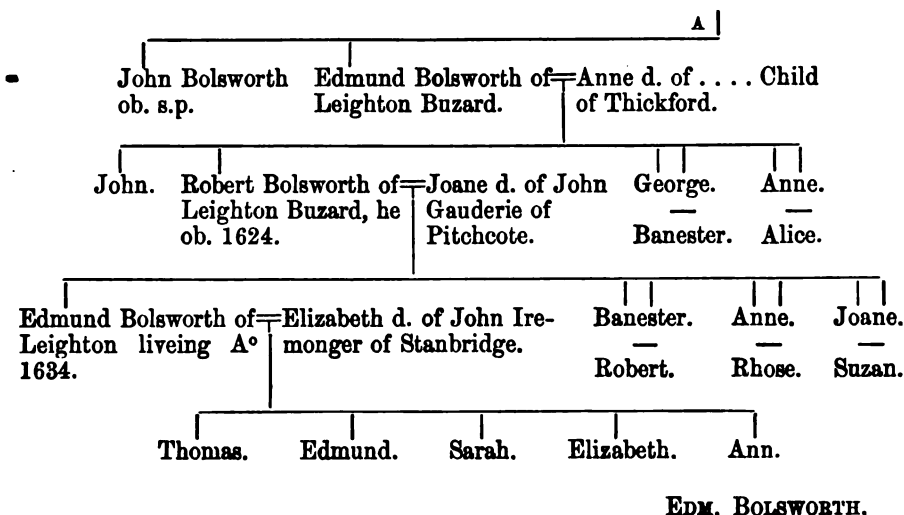 A
John Bolsworth Edmund Bolsworth of Anne d. of . . . . Child
ob. s.p. Leighton Buzard. of Thickford.
John. Robert Bolsworth of Joane d. of John George. Anne.
Leighton Buzard, he Gauderie of
ob. 1624. Pitchcote. Banester. Alice.
Edmund Bolsworth of Elizabeth d. of John Ire- Banester. Anne. Joane.
Leighton liveing Aº monger of Stanbridge.
1634. Robert. Rhose. Suzan.
Thomas. Edmund. Sarah. Elizabeth. Ann.
EDM. BOLSWORTH.